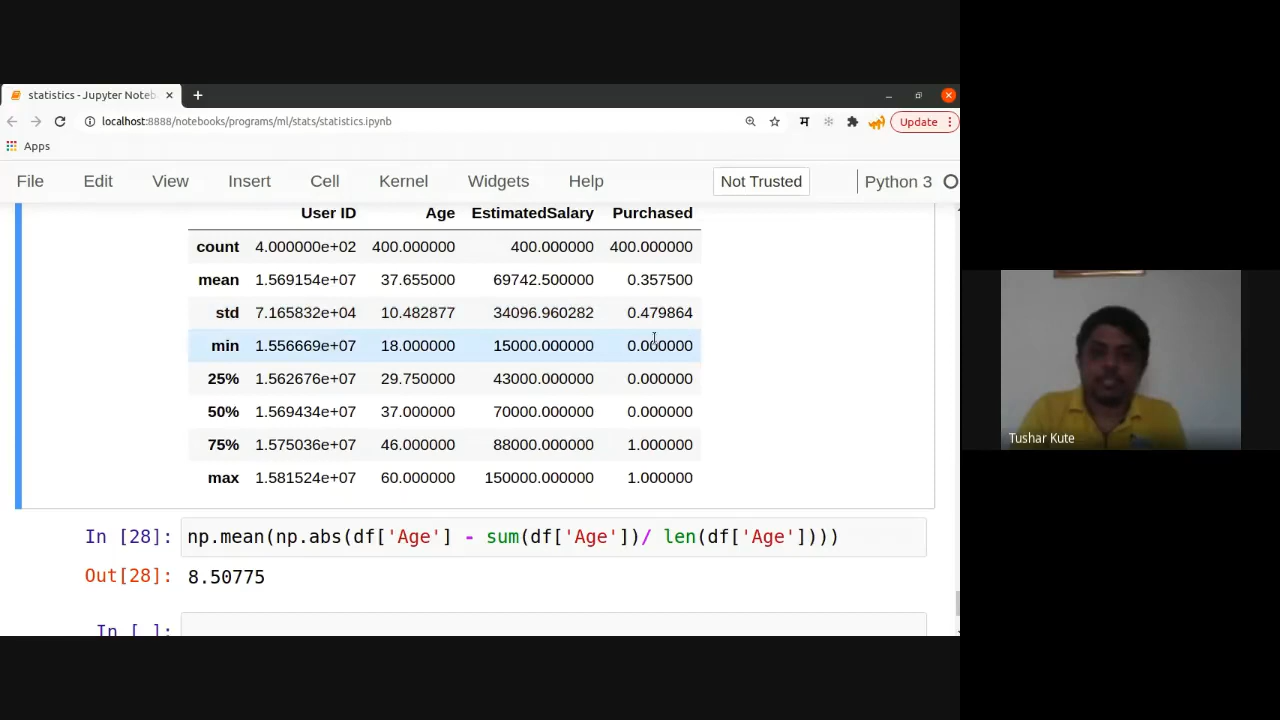 statistics - Jupyter Noteb
localhost:8888/notebooks/programs/ml/stats/statistics.ipynb
म
Update
Apps
File Edit View Insert Cell Kernel Widgets Help Not Trusted Python 3
User ID Age EstimatedSalary Purchased
count 4.000000e+02 400.000000 400.000000 400.000000
mean 1.569154e+07 37.655000 69742.500000 0.357500
std 7.165832e+04 10.482877 34096.960282 0.479864
min 1.556669e+07 18.000000 15000.000000 0.000000
25% 1.562676e+07 29.750000 43000.000000 0.000000
50% 1.569434e+07 37.000000 70000.000000 0.000000
75% 1.575036e+07 46.000000 88000.000000 1.000000
max 1.581524e+07 60.000000 150000.000000 1.000000
Tushar Kute
In [28]: np.mean(np.abs(df['Age'] - sum(df['Age'])/ len(df['Age'])))
Out[28]: 8.50775
In [ ]: